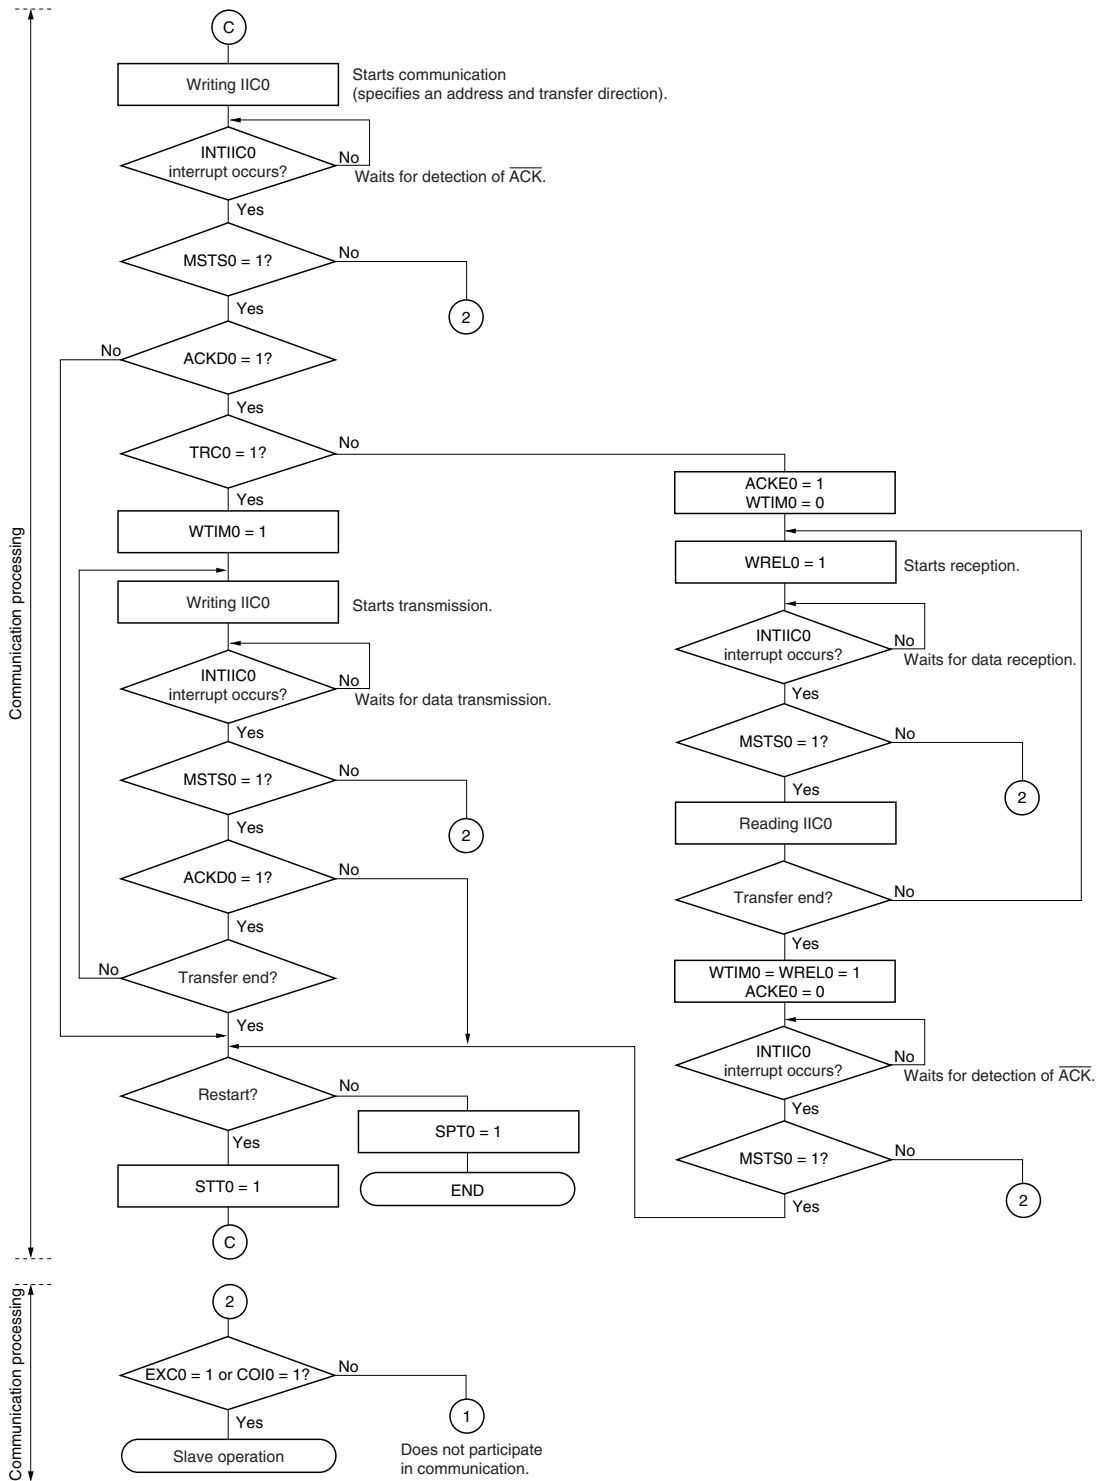 C
Writing IIC0
Starts communication
(specifies an address and transfer direction).
INTIIC0
interrupt occurs?
No
Waits for detection of ACK.
Yes
MSTS0 = 1?
No
2
Yes
ACKD0 = 1?
No
Yes
TRC0 = 1?
No
Yes
WTIM0 = 1
Writing IIC0
Starts transmission.
INTIIC0
interrupt occurs?
No
Waits for data transmission.
Yes
MSTS0 = 1?
No
2
Yes
ACKD0 = 1?
No
Yes
Transfer end?
No
Yes
Restart?
No
SPT0 = 1
END
Yes
STT0 = 1
C
ACKE0 = 1
WTIM0 = 0
WREL0 = 1
Starts reception.
INTIIC0
interrupt occurs?
No
Waits for data reception.
Yes
MSTS0 = 1?
No
2
Yes
Reading IIC0
Transfer end?
No
Yes
WTIM0 = WREL0 = 1
ACKE0 = 0
INTIIC0
interrupt occurs?
No
Waits for detection of ACK.
Yes
MSTS0 = 1?
No
2
Yes
Communication processing
2
EXC0 = 1 or COI0 = 1?
No
1
Does not participate
in communication.
Yes
Slave operation
Communication processing